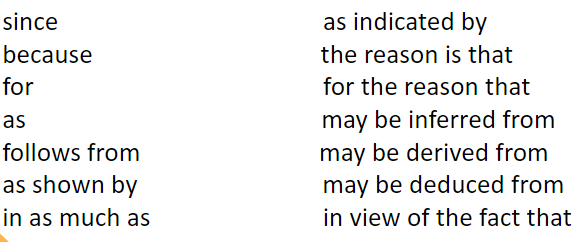 since
because
for
as
follows from
as shown by
in as much as
as indicated by
the reason is that
for the reason that
may be inferred from
may be derived from
may be deduced from
in view of the fact that